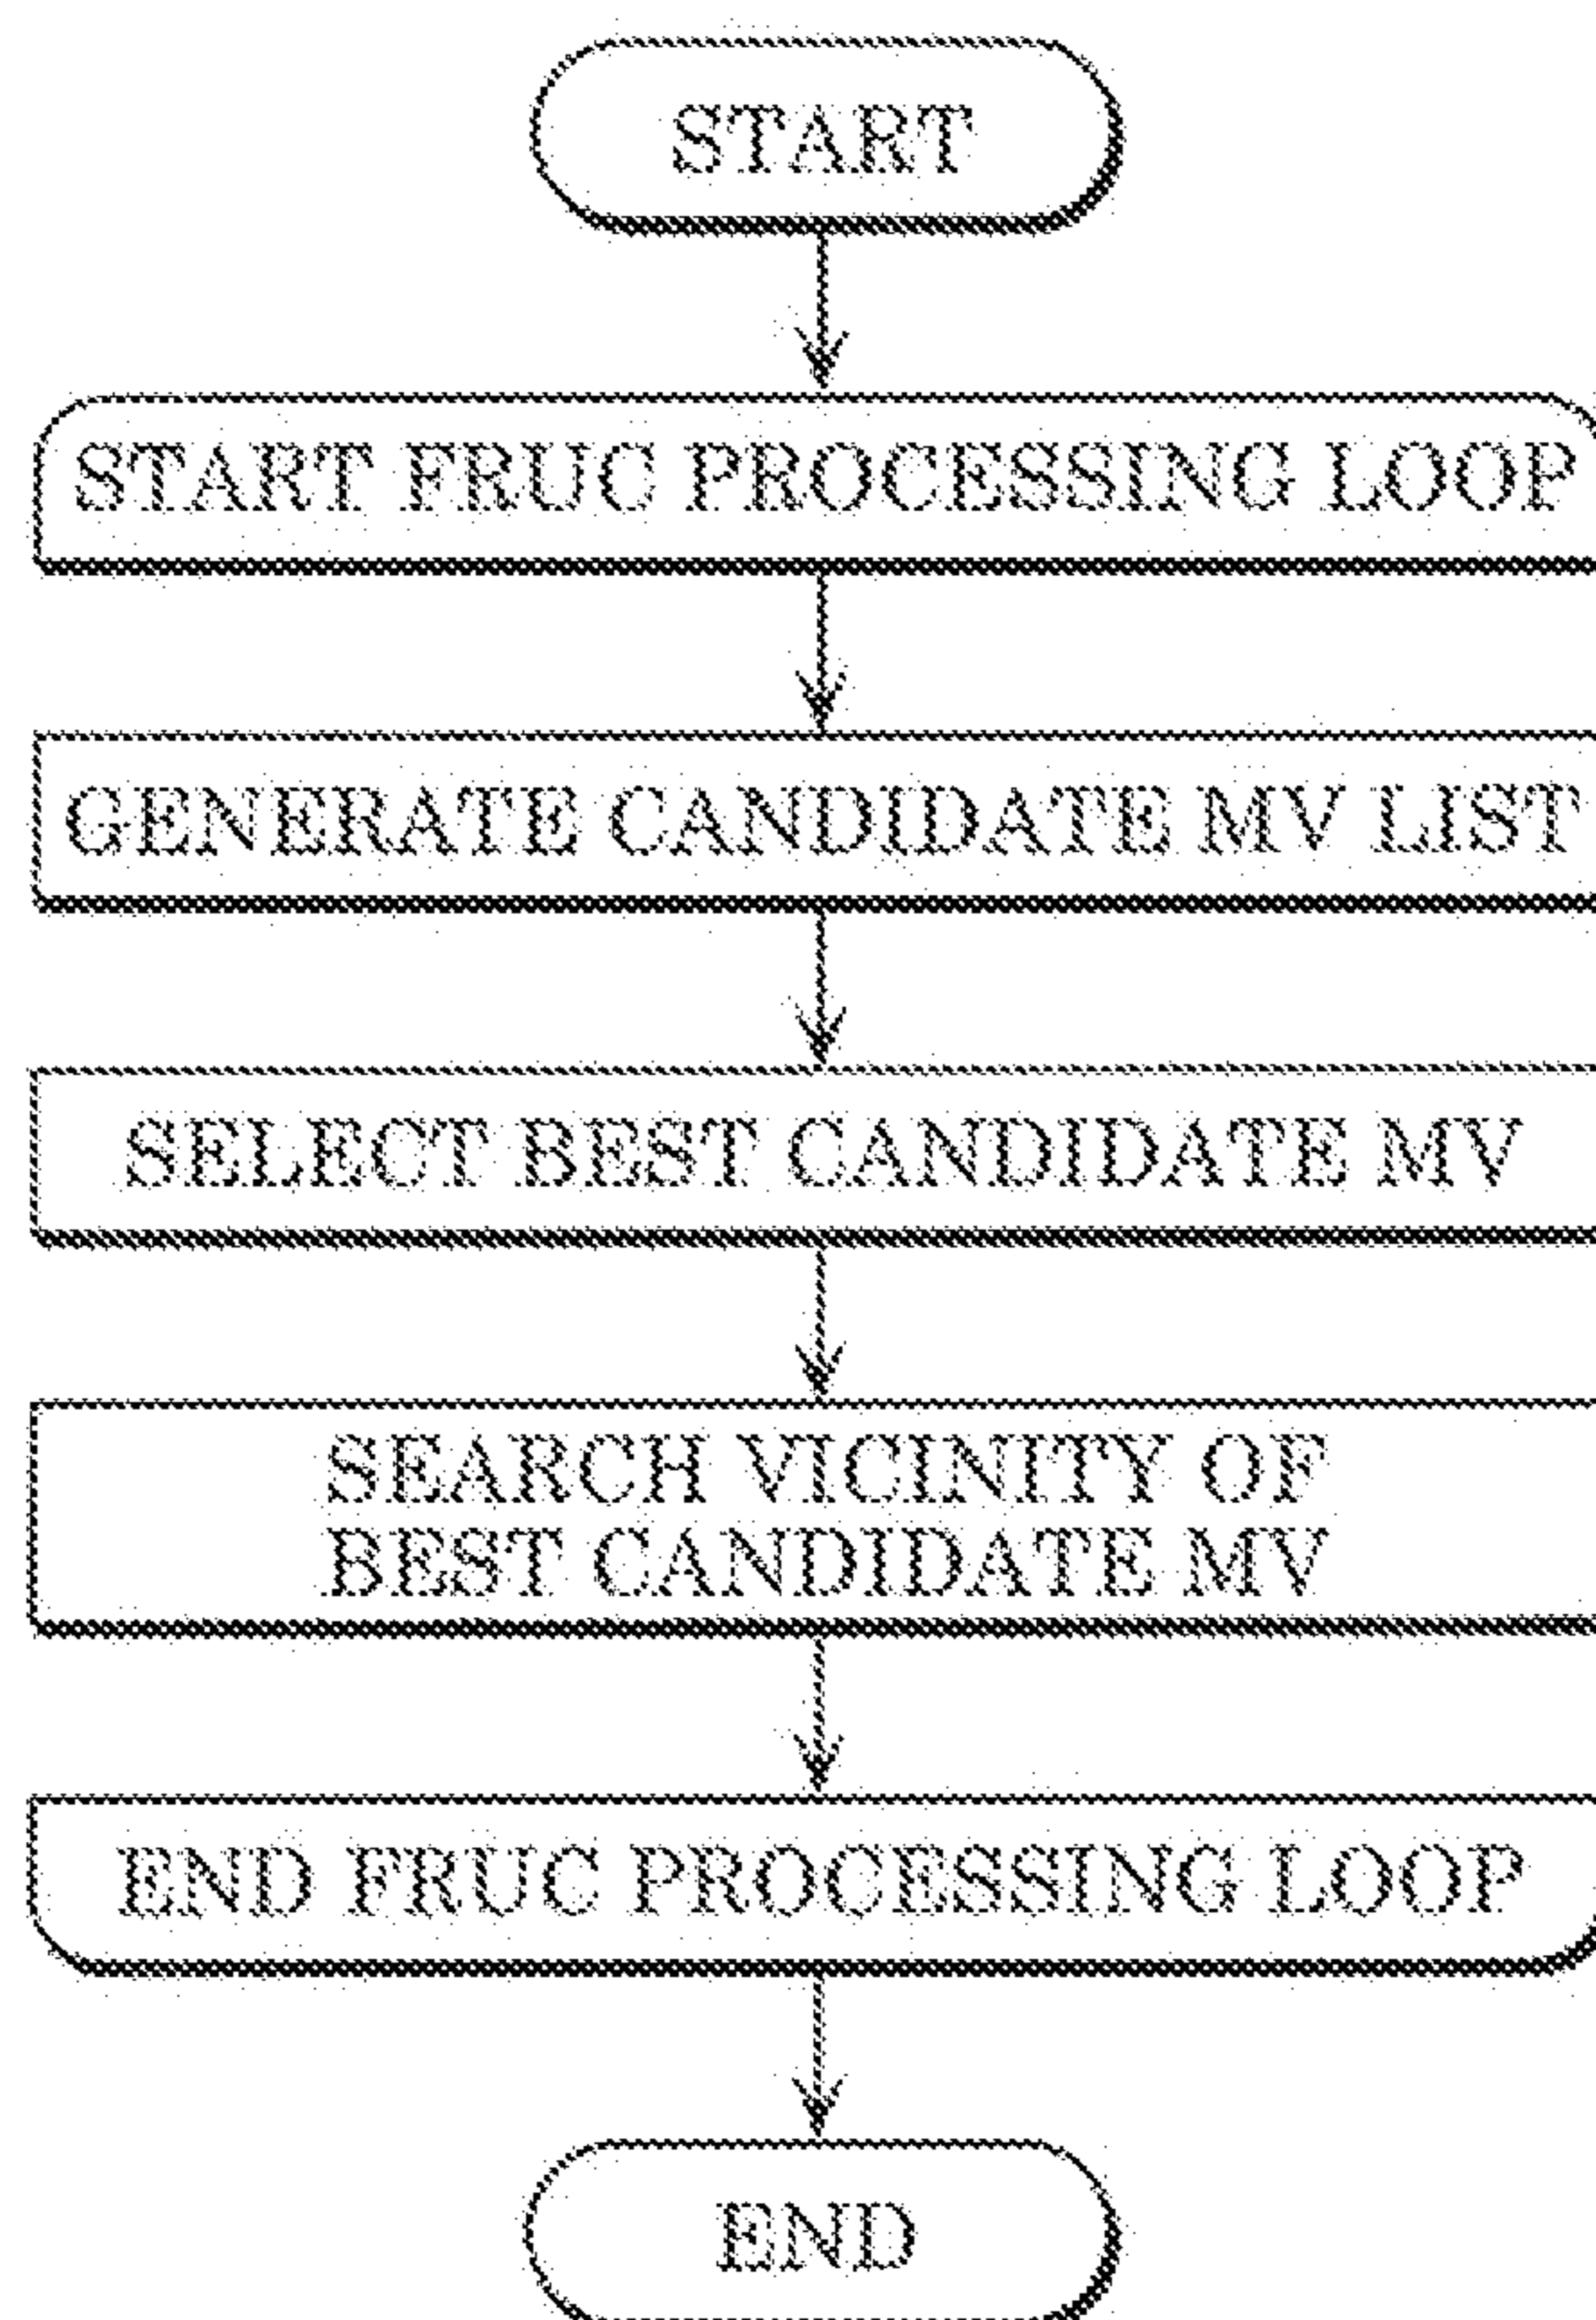 START
START FRUC PROCESSING LOOP
GENERATE CANDIDATE MV LIST
SELECT BEST CANDIDATE MV
SEARCH VICINITY OF
BEST CANDIDATE MV
END FRUC PROCESSING LOOP
END